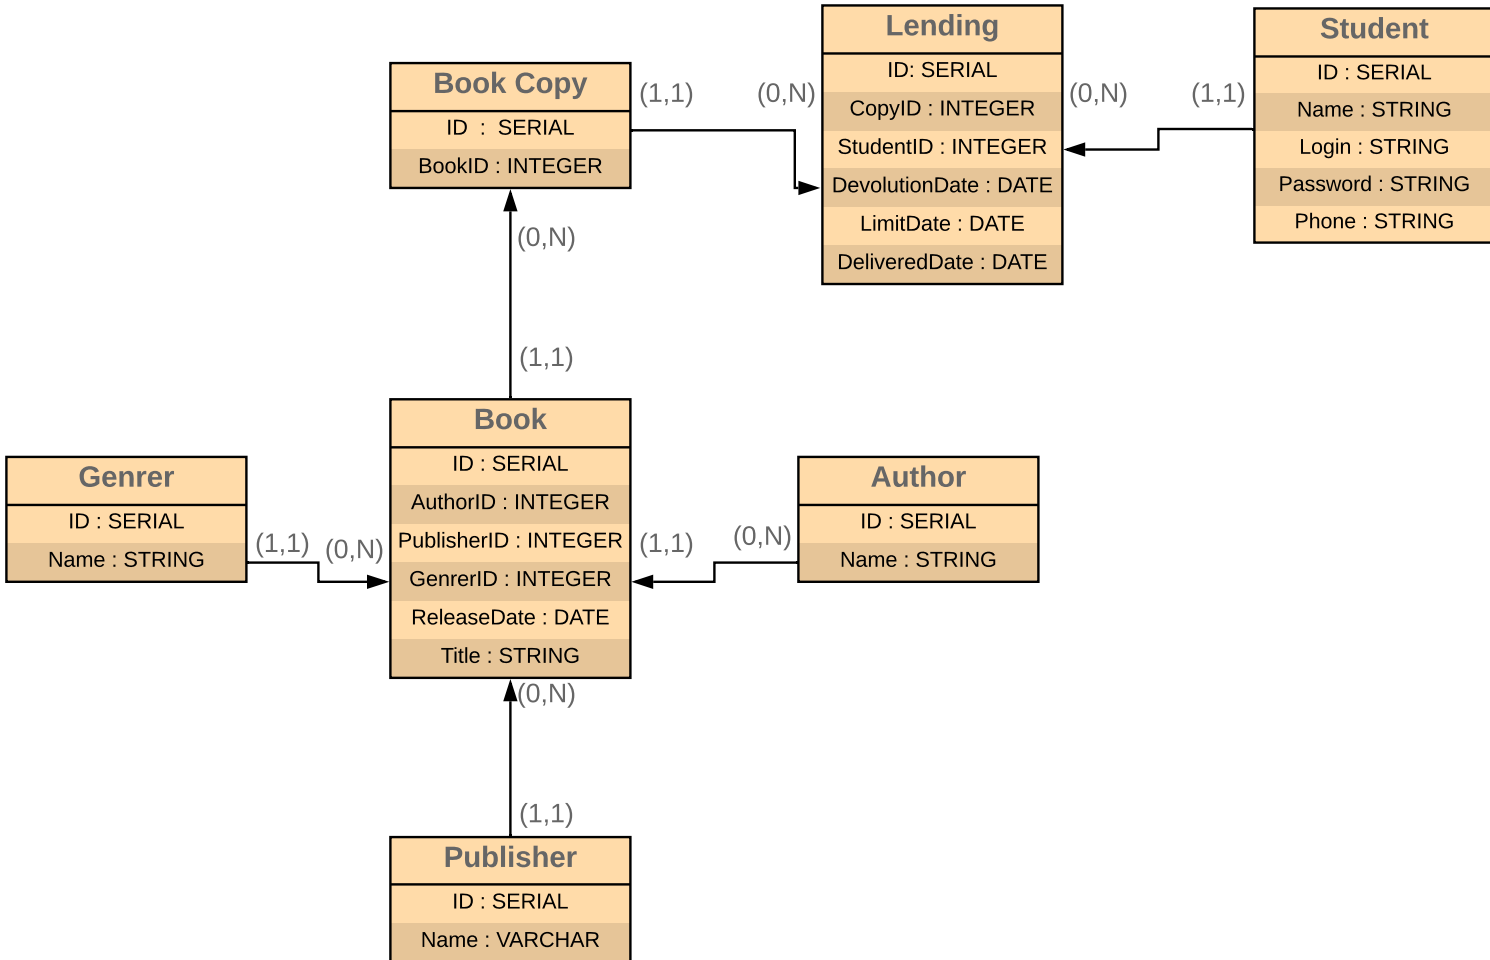 Lending
ID: SERIAL
CopyID : INTEGER
StudentID : INTEGER
DevolutionDate : DATE
LimitDate : DATE
DeliveredDate : DATE
Student
ID : SERIAL
Name : STRING
Login : STRING
Password : STRING
Phone : STRING
Book Copy
ID : SERIAL
BookID : INTEGER
(1,1)
(0,N)
(0,N)
(1,1)
(0,N)
(1,1)
Book
ID : SERIAL
AuthorID : INTEGER
PublisherID : INTEGER
GenrerID : INTEGER
ReleaseDate : DATE
Title : STRING
Genrer
ID : SERIAL
Name : STRING
(1,1)
(0,N)
(1,1)
(0,N)
Author
ID : SERIAL
Name : STRING
(0,N)
(1,1)
Publisher
ID : SERIAL
Name : VARCHAR